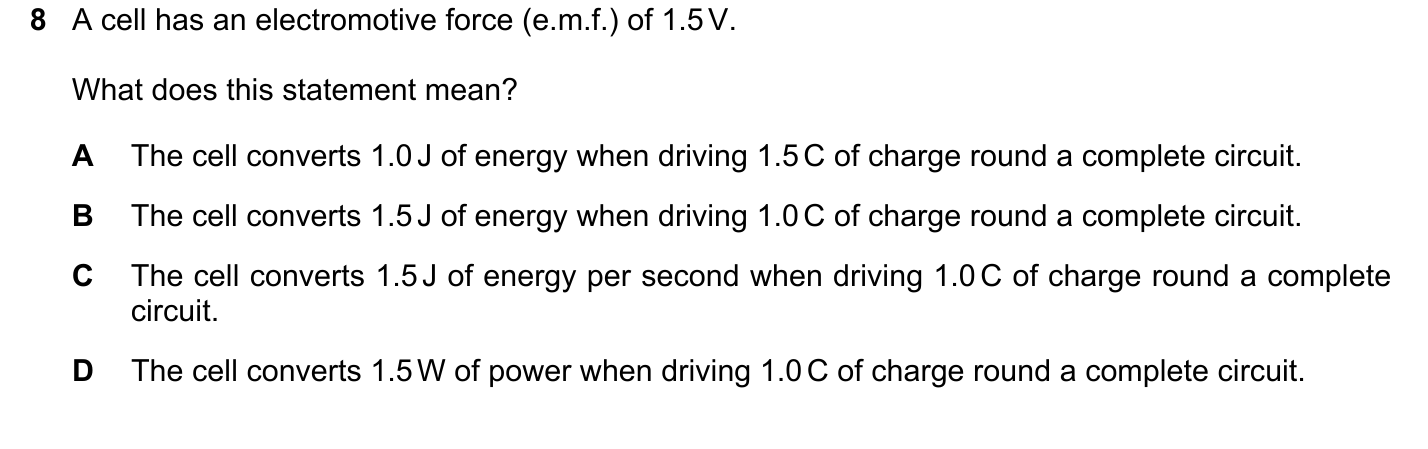 8 A cell has an electromotive force (e.m.f.) of 1.5 V.
What does this statement mean?
A The cell converts 1.0 J of energy when driving 1.5 C of charge round a complete circuit.
B The cell converts 1.5 J of energy when driving 1.0 C of charge round a complete circuit.
C The cell converts 1.5 J of energy per second when driving 1.0 C of charge round a complete
circuit.
D The cell converts 1.5 W of power when driving 1.0 C of charge round a complete circuit.